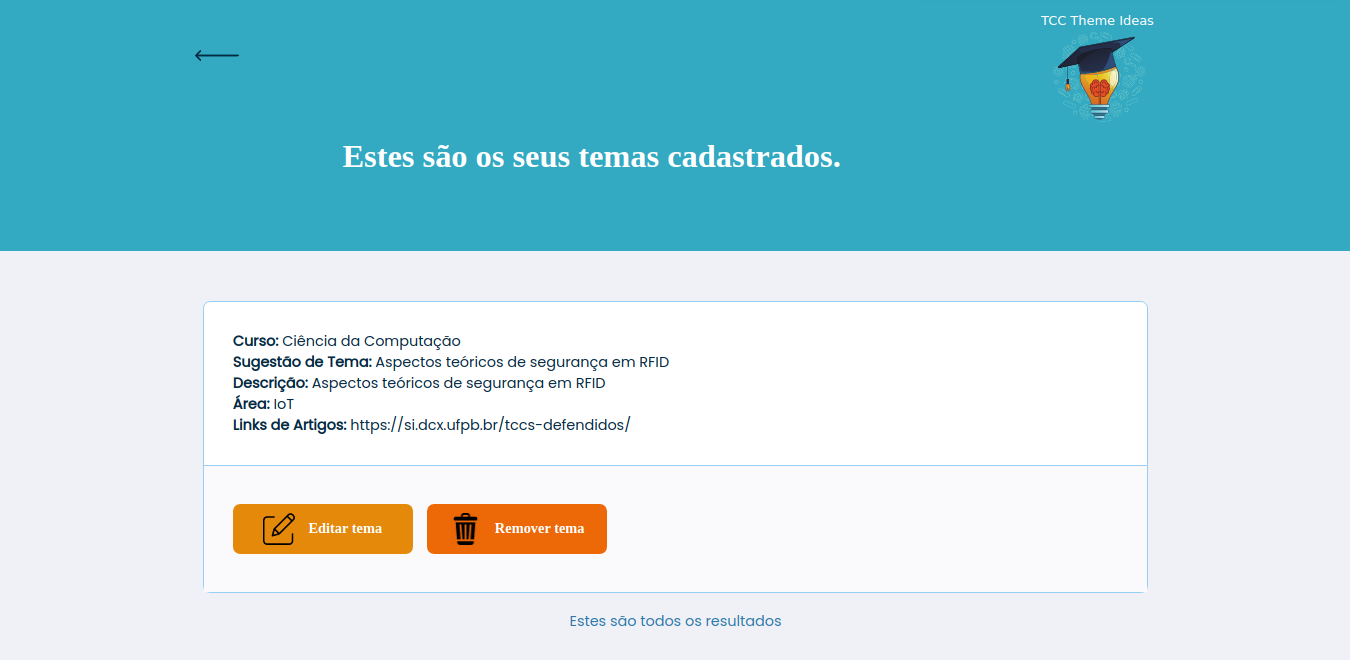 TCC Theme Ideas
Estes são os seus temas cadastrados.
Curso: Ciência da Computação
Sugestão de Tema: Aspectos teóricos de segurança em RFID
Descrição: Aspectos teóricos de segurança em RFID
Área: IoT
Links de Artigos: https://si.dcx.ufpb.br/tccs-defendidos/
Editar tema
Remover tema
Estes são todos os resultados